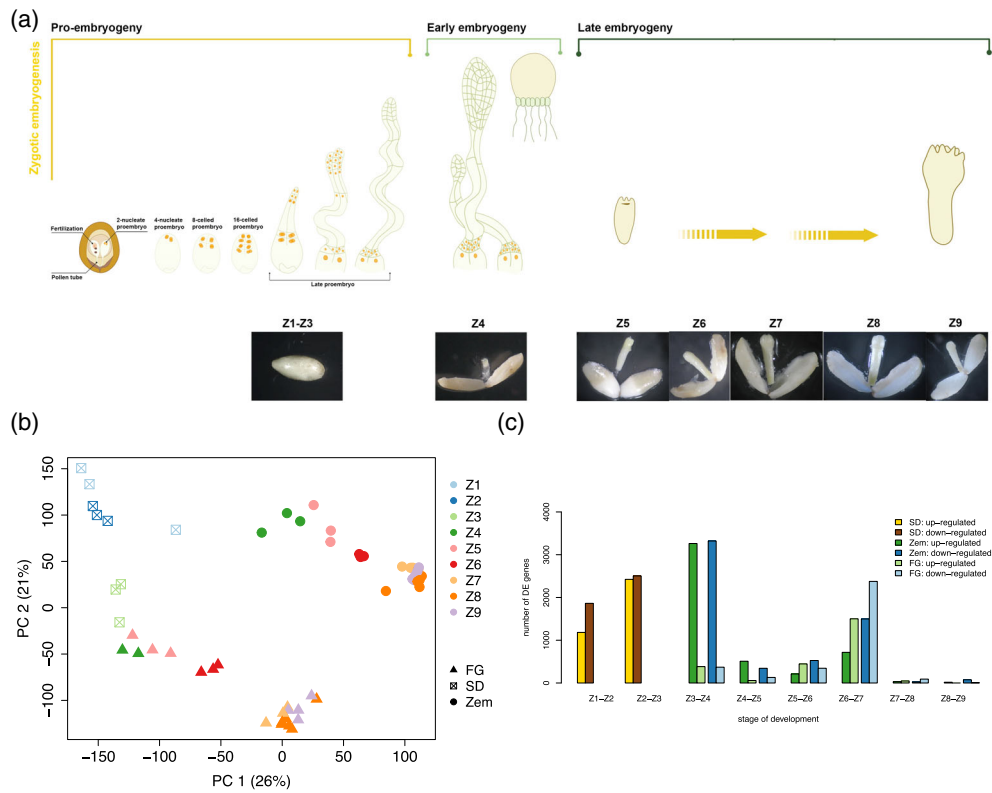 (a)
Pro-embryogeny
Early embryogeny
Late embryogeny
Zygotic embryogenesis
Fertilization
2-nucleate
proembryo
Pollen tube
4-nucleate
proembryo
8-celled
proembryo
16-celled
proembryo
Late proembryo
Z1-Z3
Z4
Z5
Z6
Z7
Z8
Z9
(b)
PC 2 (21%)
150
100
50
0
−50
−100
−150
−100
−50
0
50
100
PC 1 (26%)
Z1
Z2
Z3
Z4
Z5
Z6
Z7
Z8
Z9
FG
SD
Zem
(c)
number of DE genes
4000
3000
2000
1000
0
SD: up−regulated
SD: down−regulated
Zem: up−regulated
Zem: down−regulated
FG: up−regulated
FG: down−regulated
Z1−Z2
Z2−Z3
Z3−Z4
Z4−Z5
Z5−Z6
Z6−Z7
Z7−Z8
Z8−Z9
stage of development